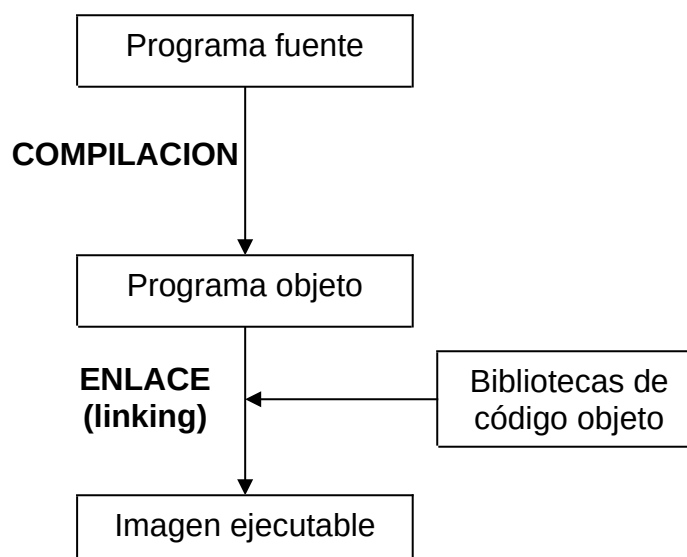 Programa fuente
COMPILACION
Programa objeto
ENLACE
(linking)
Bibliotecas de
código objeto
Imagen ejecutable